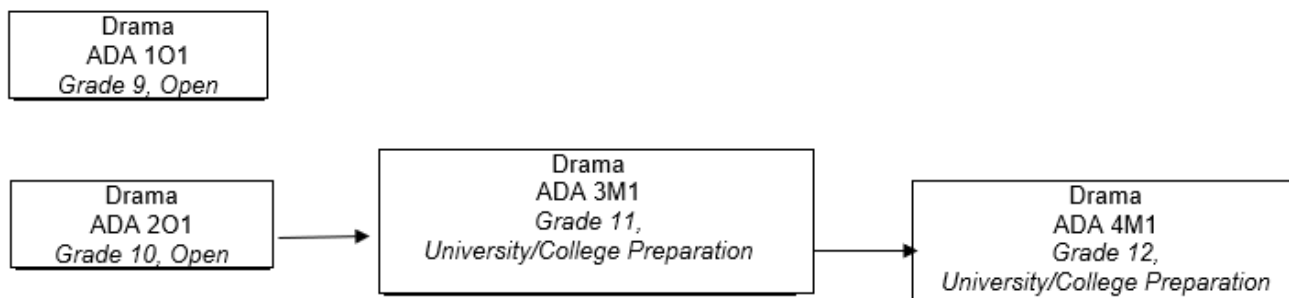 Drama
ADA 1O1
Grade 9, Open
Drama
ADA 2O1
Grade 10, Open
Drama
ADA 3M1
Grade 11,
University/College Preparation
Drama
ADA 4M1
Grade 12,
University/College Preparation